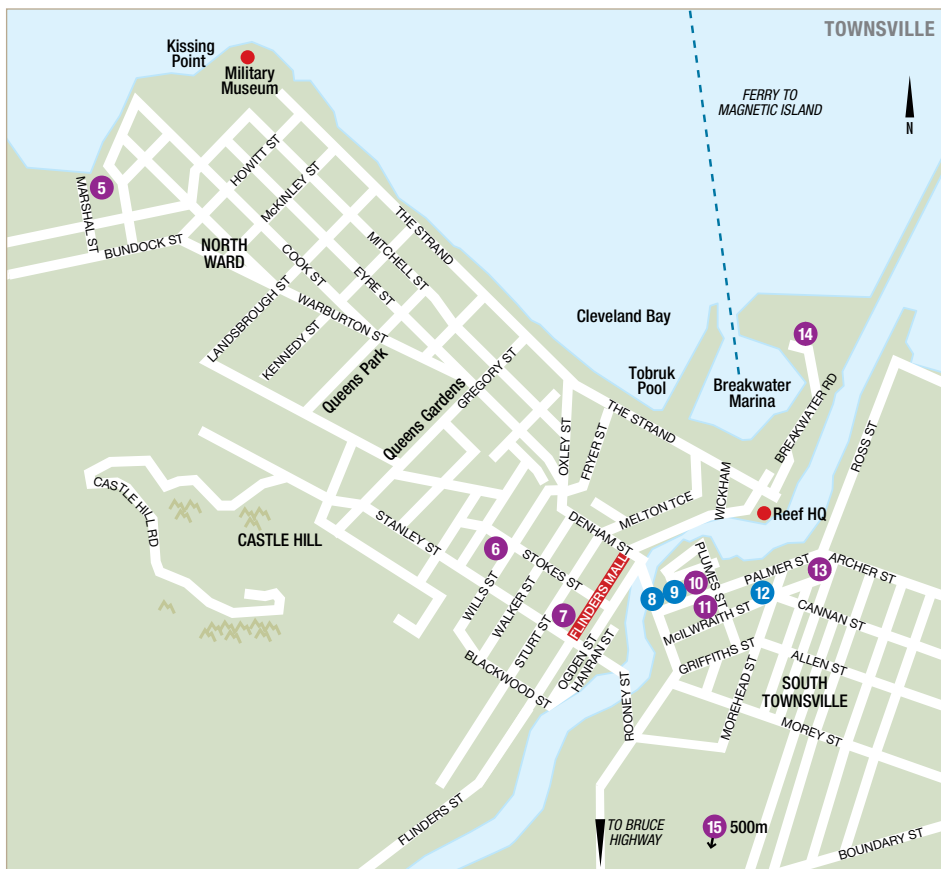 TOWNSVILLE
Kissing
Point
Military
Museum
FERRY TO
MAGNETIC ISLAND
N
HOWITT ST
5
MARSHAL ST
McKINLEY ST
THE STRAND
BUNDOCK ST
NORTH
WARD
MITCHELL ST
COOK ST
EYRE ST
LANDSBROUGH ST
WARBURTON ST
KENNEDY ST
Cleveland Bay
14
Queens Park
GREGORY ST
Tobruk
Pool
Breakwater
Marina
Queens Gardens
BREAKWATER RD
THE STRAND
ROSS ST
OXLEY ST
FRYER ST
CASTLE HILL RD
MELTON TCE
WICKHAM
Reef HQ
CASTLE HILL
STANLEY ST
DENHAM ST
6
STOKES ST
FLINDERS MALL
PLUMES ST
PALMER ST
13
ARCHER ST
8
9
10
11
12
WILLS ST
WALKER ST
McILWRAITH ST
CANNAN ST
7
STURT ST
GRIFFITHS ST
ALLEN ST
BLACKWOOD ST
OGDEN ST
HANRAN ST
SOUTH
TOWNSVILLE
ROONEY ST
MOREHEAD ST
MOREY ST
FLINDERS ST
TO BRUCE
HIGHWAY
15 500m
BOUNDARY ST